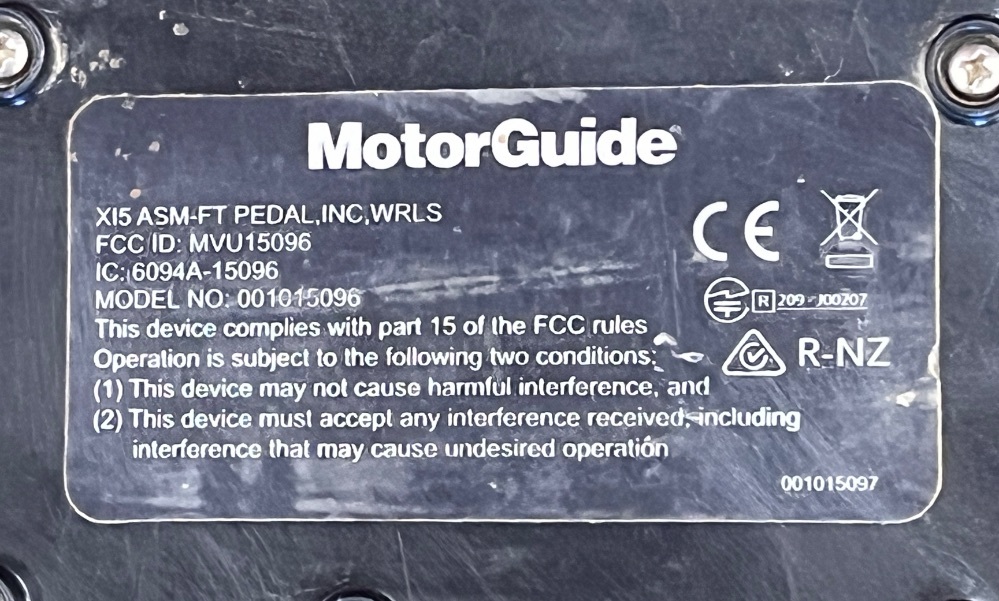 MotorGuide
XI5 ASM-FT PEDAL,INC,WRLS
FCC ID: MVU15096
IC: 6094A-15096
MODEL NO: 001015096
This device complies with part 15 of the FCC rules
Operation is subject to the following two conditions:
(1) This device may not cause harmful interference, and
(2) This device must accept any interference received, including
interference that may cause undesired operation
CE
R 209-J00207
R-NZ
001015097